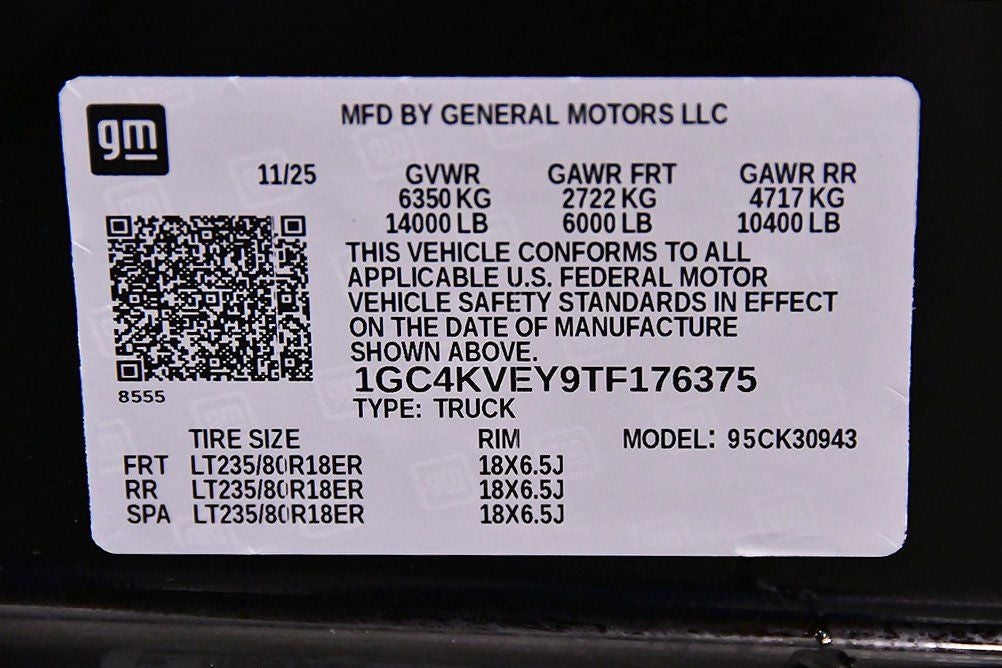 gm
MFD BY GENERAL MOTORS LLC
11/25 GVWR GAWR FRT GAWR RR
6350 KG 2722 KG 4717 KG
14000 LB 6000 LB 10400 LB
THIS VEHICLE CONFORMS TO ALL
APPLICABLE U.S. FEDERAL MOTOR
VEHICLE SAFETY STANDARDS IN EFFECT
ON THE DATE OF MANUFACTURE
SHOWN ABOVE.
1GC4KVEY9TF176375
8555
TYPE: TRUCK
TIRE SIZE RIM MODEL: 95CK30943
FRT LT235/80R18ER 18X6.5J
RR LT235/80R18ER 18X6.5J
SPA LT235/80R18ER 18X6.5J